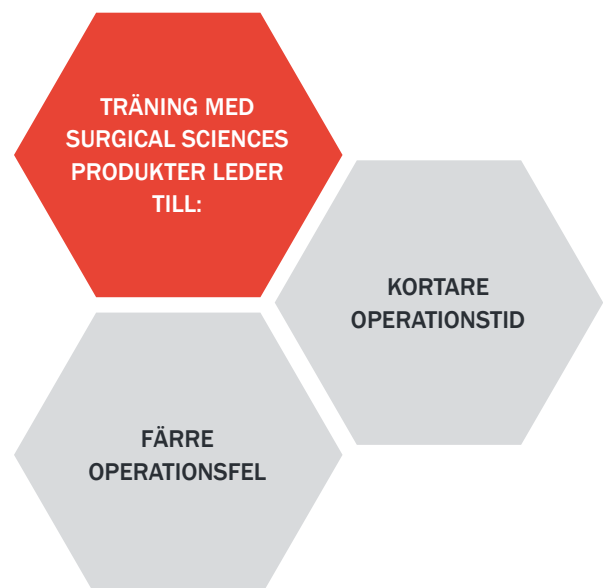 TRÄNING MED
SURGICAL SCIENCES
PRODUKTER LEDER
TILL:
KORTARE
OPERATIONSTID
FÄRRE
OPERATIONSFEL